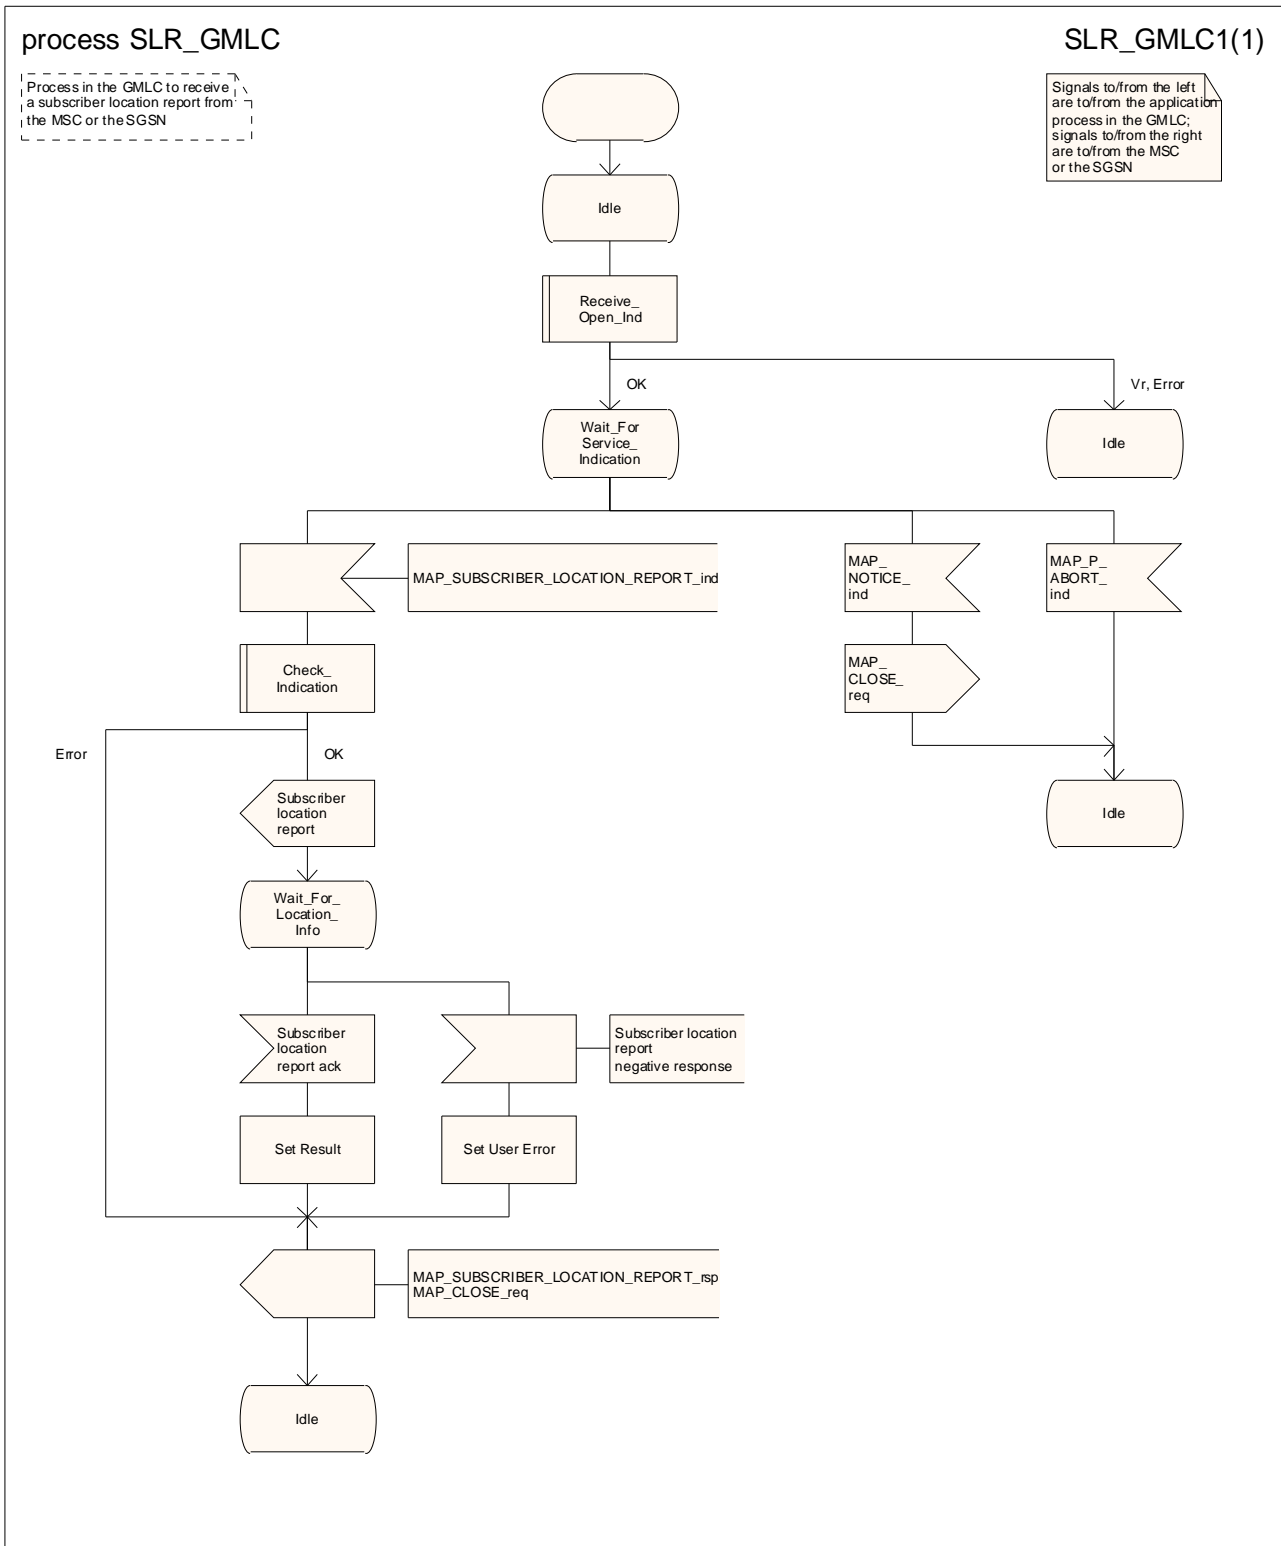 process SLR_GMLC
SLR_GMLC1(1)
Process in the GMLC to receive
a subscriber location report from
the MSC or the SGSN
Signals to/from the left
are to/from the application
process in the GMLC;
signals to/from the right
are to/from the MSC
or the SGSN
Idle
Receive_
Open_Ind
OK
Vr, Error
Wait_For
Service_
Indication
Idle
MAP_SUBSCRIBER_LOCATION_REPORT_ind
MAP_
NOTICE_
ind
MAP_P_
ABORT_
ind
Check_
Indication
MAP_
CLOSE_
req
Error
OK
Subscriber
location
report
Idle
Wait_For_
Location_
Info
Subscriber
location
report ack
Subscriber location
report
negative response
Set Result
Set User Error
MAP_SUBSCRIBER_LOCATION_REPORT_rsp
MAP_CLOSE_req
Idle